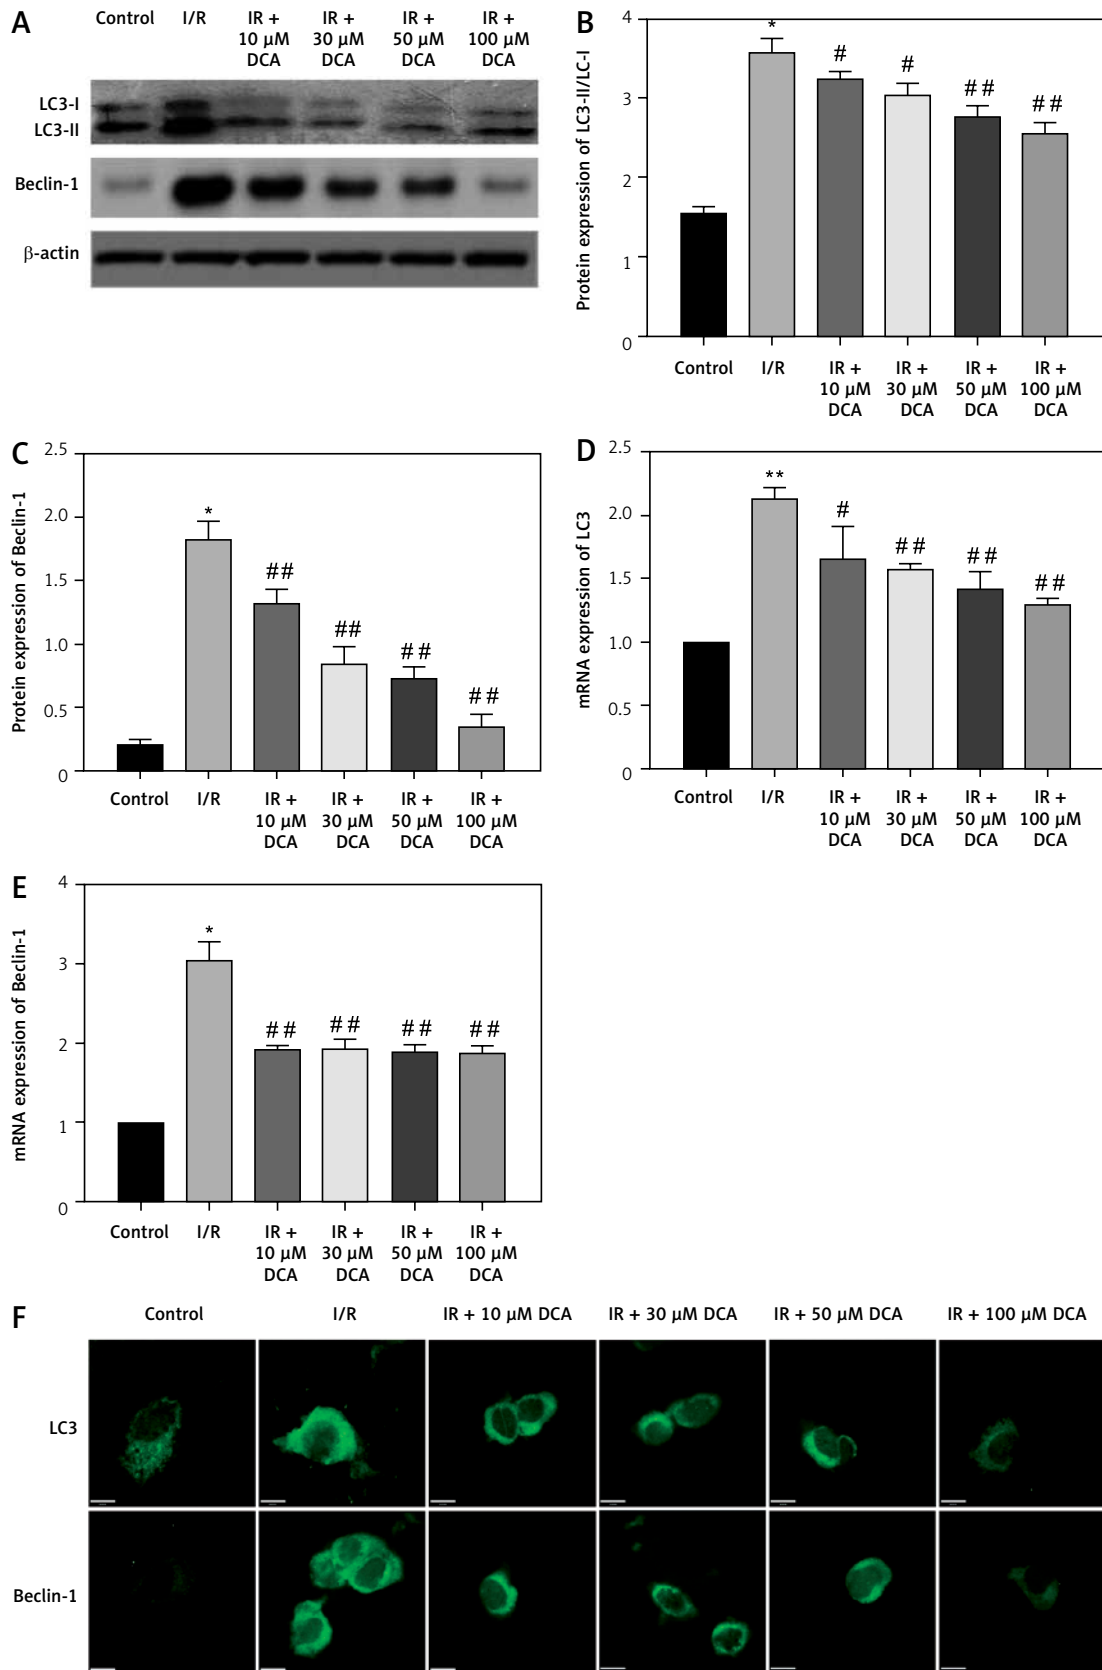 A
Control
I/R
IR +
10 µM
DCA
IR +
30 µM
DCA
IR +
50 µM
DCA
IR +
100 µM
DCA
LC3-I
LC3-II
Beclin-1
β-actin
B
Protein expression of LC3-II/LC-I
4
3
2
1
0
*
#
#
# #
# #
Control
I/R
IR +
10 µM
DCA
IR +
30 µM
DCA
IR +
50 µM
DCA
IR +
100 µM
DCA
C
Protein expression of Beclin-1
2.5
2.0
1.5
1.0
0.5
0
*
##
##
# #
# #
Control
I/R
IR +
10 µM
DCA
IR +
30 µM
DCA
IR +
50 µM
DCA
IR +
100 µM
DCA
D
mRNA expression of LC3
2.5
2.0
1.5
1.0
0.5
0
**
#
# #
# #
# #
Control
I/R
IR +
10 µM
DCA
IR +
30 µM
DCA
IR +
50 µM
DCA
IR +
100 µM
DCA
E
mRNA expression of Beclin-1
4
3
2
1
0
*
# #
# #
# #
# #
Control
I/R
IR +
10 µM
DCA
IR +
30 µM
DCA
IR +
50 µM
DCA
IR +
100 µM
DCA
F
Control
I/R
IR + 10 µM DCA
IR + 30 µM DCA
IR + 50 µM DCA
IR + 100 µM DCA
LC3
Beclin-1